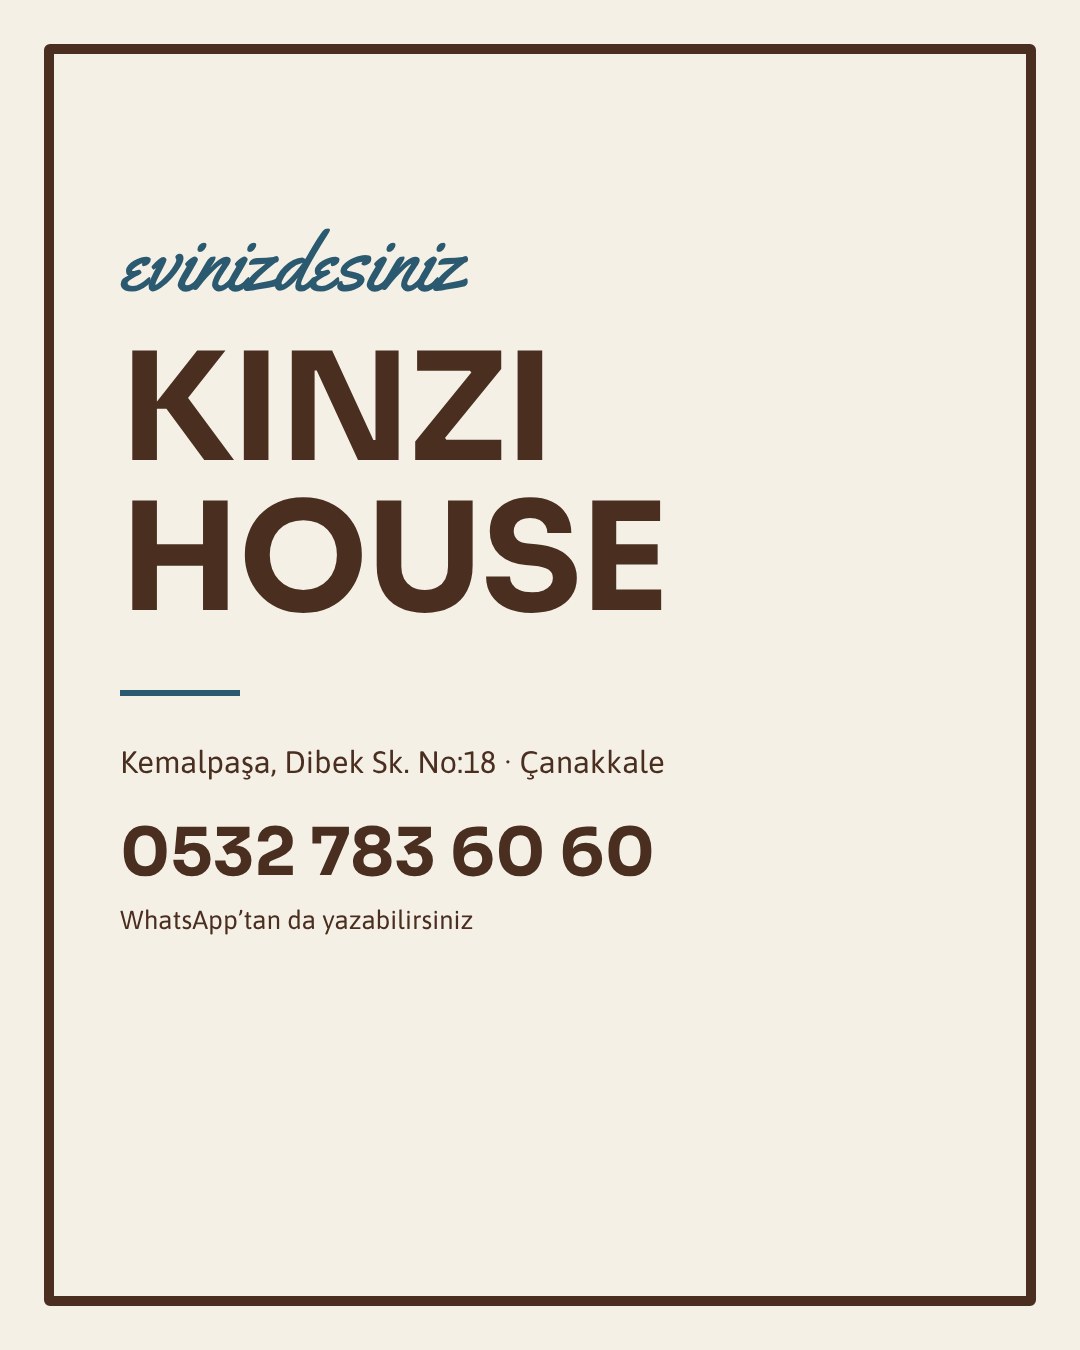 evinizdesiniz
KINZI
HOUSE
Kemalpaşa, Dibek Sk. No:18 · Çanakkale
0532 783 60 60
WhatsApp’tan da yazabilirsiniz